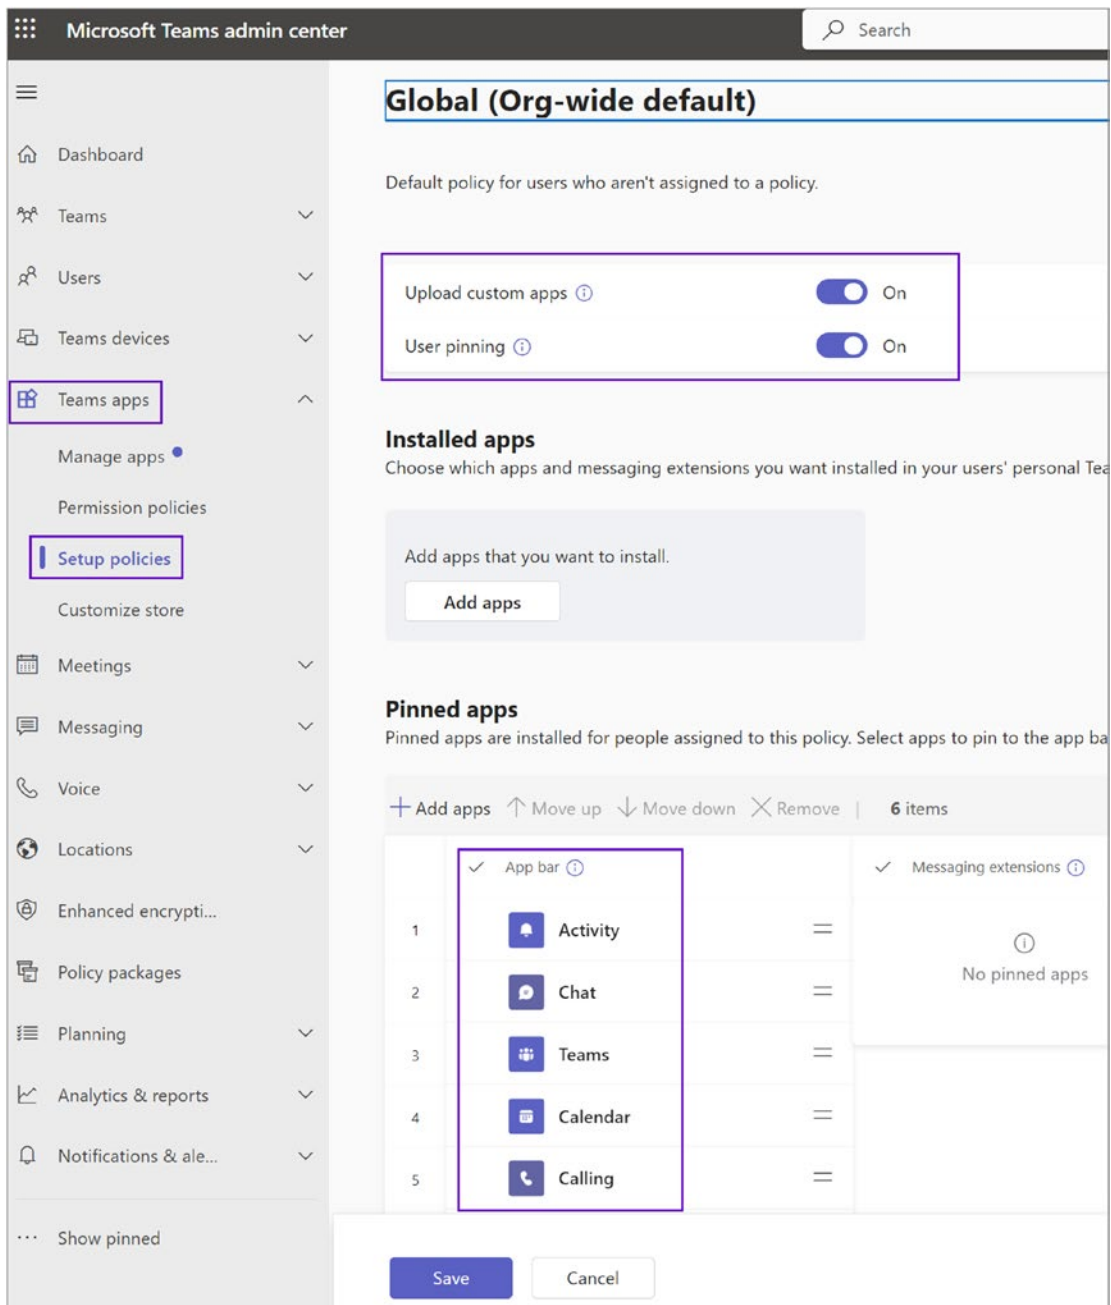 Microsoft Teams admin center
Search
Dashboard
Teams
Users
Teams devices
Teams apps
Manage apps
Permission policies
Setup policies
Customize store
Meetings
Messaging
Voice
Locations
Enhanced encrypti...
Policy packages
Planning
Analytics & reports
Notifications & ale...
Show pinned
Global (Org-wide default)
Default policy for users who aren't assigned to a policy.
Upload custom apps On
User pinning On
Installed apps
Choose which apps and messaging extensions you want installed in your users' personal Tea
Add apps that you want to install.
Add apps
Pinned apps
Pinned apps are installed for people assigned to this policy. Select apps to pin to the app ba
Add apps Move up Move down Remove | 6 items
App bar Messaging extensions
1 Activity
2 Chat
3 Teams
4 Calendar
5 Calling
No pinned apps
Save Cancel